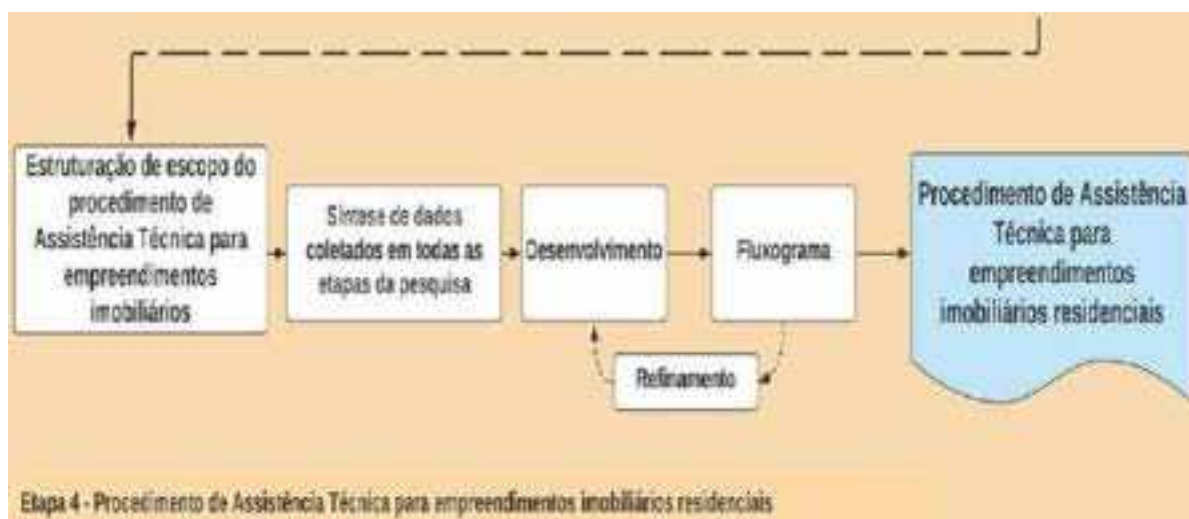 Estruturação de escopo do
procedimento de
Assistência Técnica para
empreendimentos
imobiliários
Síntese de dados
coletados em todas as
etapas da pesquisa
Desenvolvimento
Fluxograma
Refinamento
Procedimento de Assistência
Técnica para
empreendimentos
imobiliários residenciais
Etapa 4 - Procedimento de Assistência Técnica para empreendimentos imobiliários residenciais